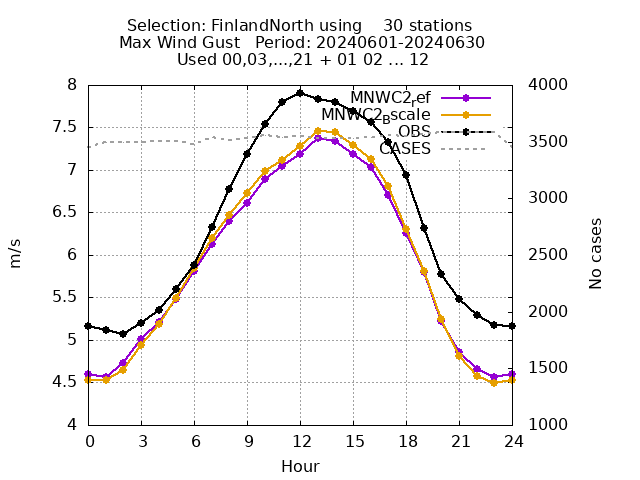 Selection: FinlandNorth using    30 stations
Max Wind Gust   Period: 20240601-20240630
Used 00,03,...,21 + 01 02 ... 12
MNWC2ref
MNWC2Bscale
OBS
CASES
8
7.5
7
6.5
6
5.5
5
4.5
4
m/s
4000
3500
3000
2500
2000
1500
1000
No cases
0 3 6 9 12 15 18 21 24
Hour